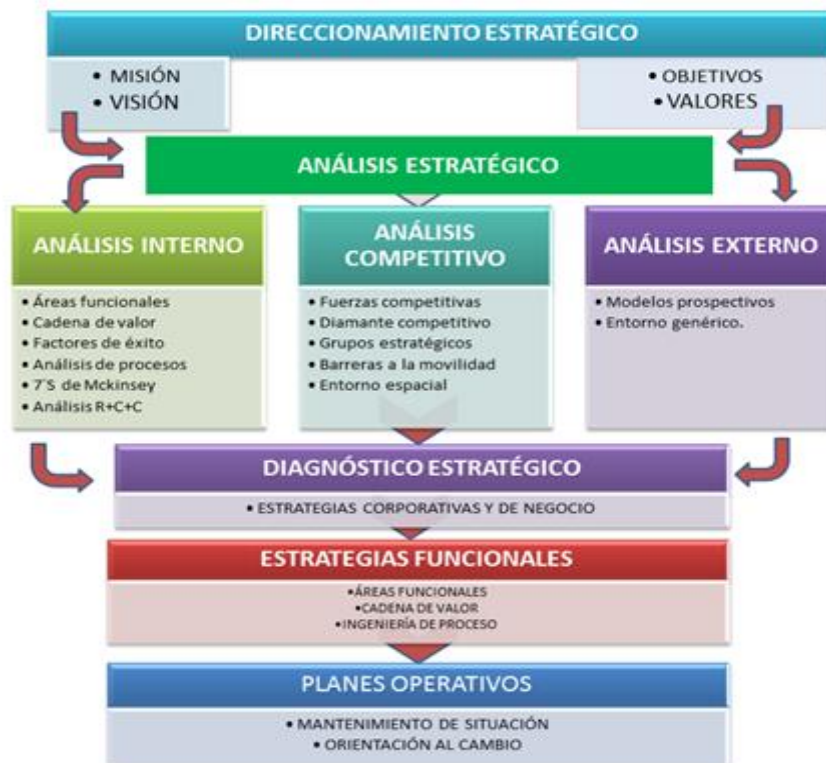 DIRECCIONAMIENTO ESTRATÉGICO
• MISIÓN
• VISIÓN
• OBJETIVOS
• VALORES
ANÁLISIS ESTRATÉGICO
ANÁLISIS INTERNO
• Áreas funcionales
• Cadena de valor
• Factores de éxito
• Análisis de procesos
• 7´S de Mckinsey
• Análisis R+C+C
ANÁLISIS
COMPETITIVO
• Fuerzas competitivas
• Diamante competitivo
• Grupos estratégicos
• Barreras a la movilidad
• Entorno espacial
ANÁLISIS EXTERNO
• Modelos prospectivos
• Entorno genérico.
DIAGNÓSTICO ESTRATÉGICO
• ESTRATEGIAS CORPORATIVAS Y DE NEGOCIO
ESTRATEGIAS FUNCIONALES
•ÁREAS FUNCIONALES
•CADENA DE VALOR
•INGENIERÍA DE PROCESO
PLANES OPERATIVOS
• MANTENIMIENTO DE SITUACIÓN
• ORIENTACIÓN AL CAMBIO